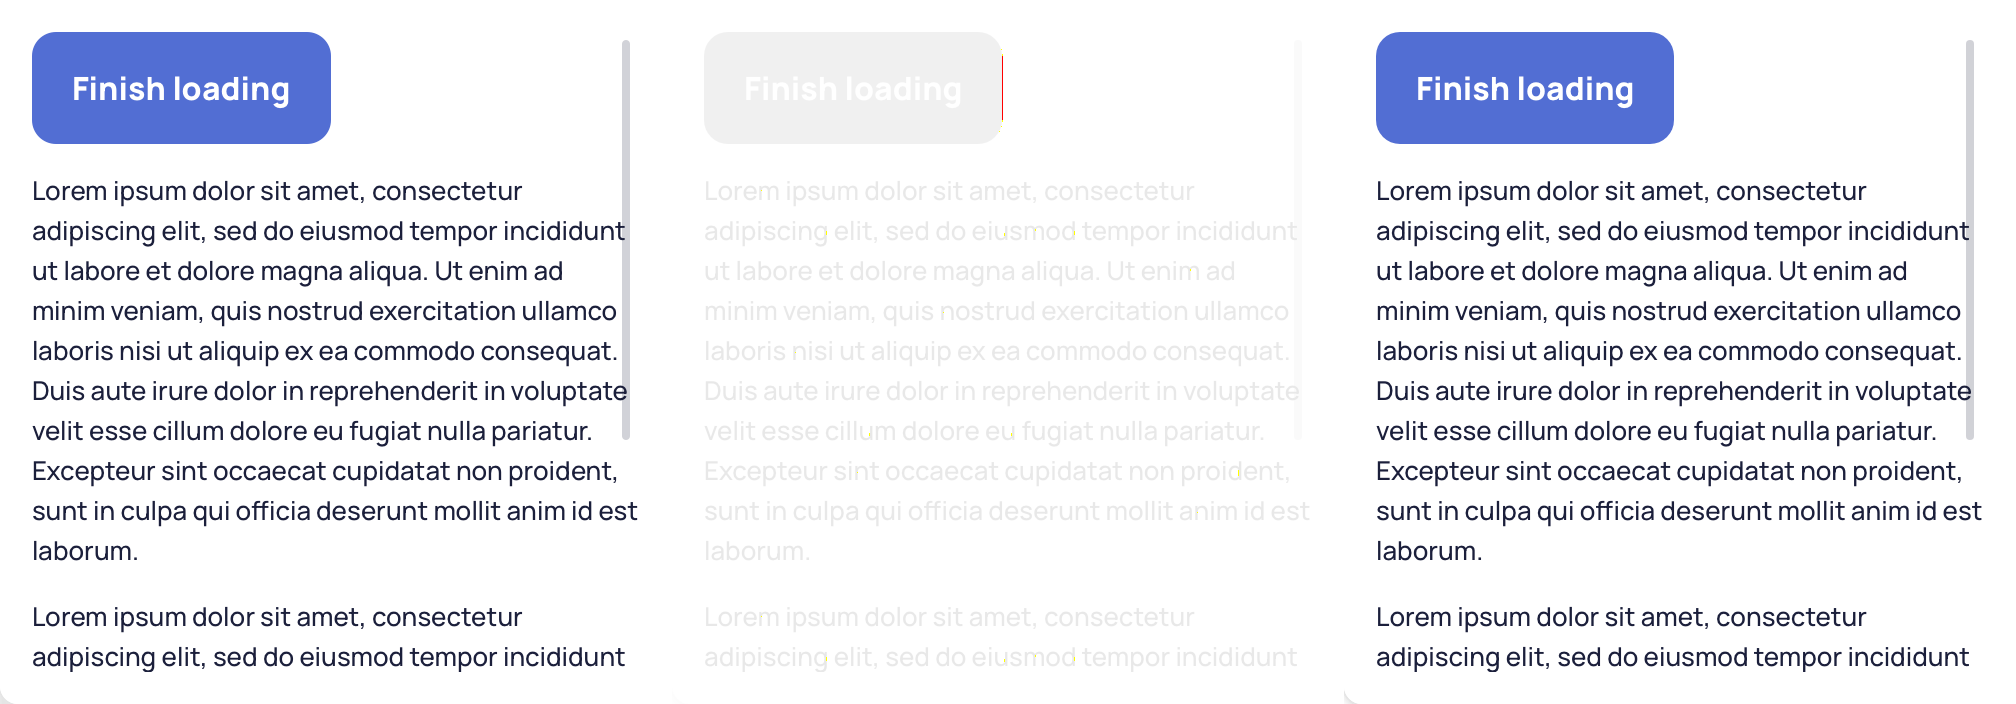 Finish loading
Lorem ipsum dolor sit amet, consectetur
adipiscing elit, sed do eiusmod tempor incididunt
ut labore et dolore magna aliqua. Ut enim ad
minim veniam, quis nostrud exercitation ullamco
laboris nisi ut aliquip ex ea commodo consequat.
Duis aute irure dolor in reprehenderit in voluptate
velit esse cillum dolore eu fugiat nulla pariatur.
Excepteur sint occaecat cupidatat non proident,
sunt in culpa qui officia deserunt mollit anim id est
laborum.
Lorem ipsum dolor sit amet, consectetur
adipiscing elit, sed do eiusmod tempor incididunt
Finish loading
Lorem ipsum dolor sit amet, consectetur
adipiscing elit, sed do eiusmod tempor incididunt
ut labore et dolore magna aliqua. Ut enim ad
minim veniam, quis nostrud exercitation ullamco
laboris nisi ut aliquip ex ea commodo consequat.
Duis aute irure dolor in reprehenderit in voluptate
velit esse cillum dolore eu fugiat nulla pariatur.
Excepteur sint occaecat cupidatat non proident,
sunt in culpa qui officia deserunt mollit anim id est
laborum.
Lorem ipsum dolor sit amet, consectetur
adipiscing elit, sed do eiusmod tempor incididunt
Finish loading
Lorem ipsum dolor sit amet, consectetur
adipiscing elit, sed do eiusmod tempor incididunt
ut labore et dolore magna aliqua. Ut enim ad
minim veniam, quis nostrud exercitation ullamco
laboris nisi ut aliquip ex ea commodo consequat.
Duis aute irure dolor in reprehenderit in voluptate
velit esse cillum dolore eu fugiat nulla pariatur.
Excepteur sint occaecat cupidatat non proident,
sunt in culpa qui officia deserunt mollit anim id est
laborum.
Lorem ipsum dolor sit amet, consectetur
adipiscing elit, sed do eiusmod tempor incididunt